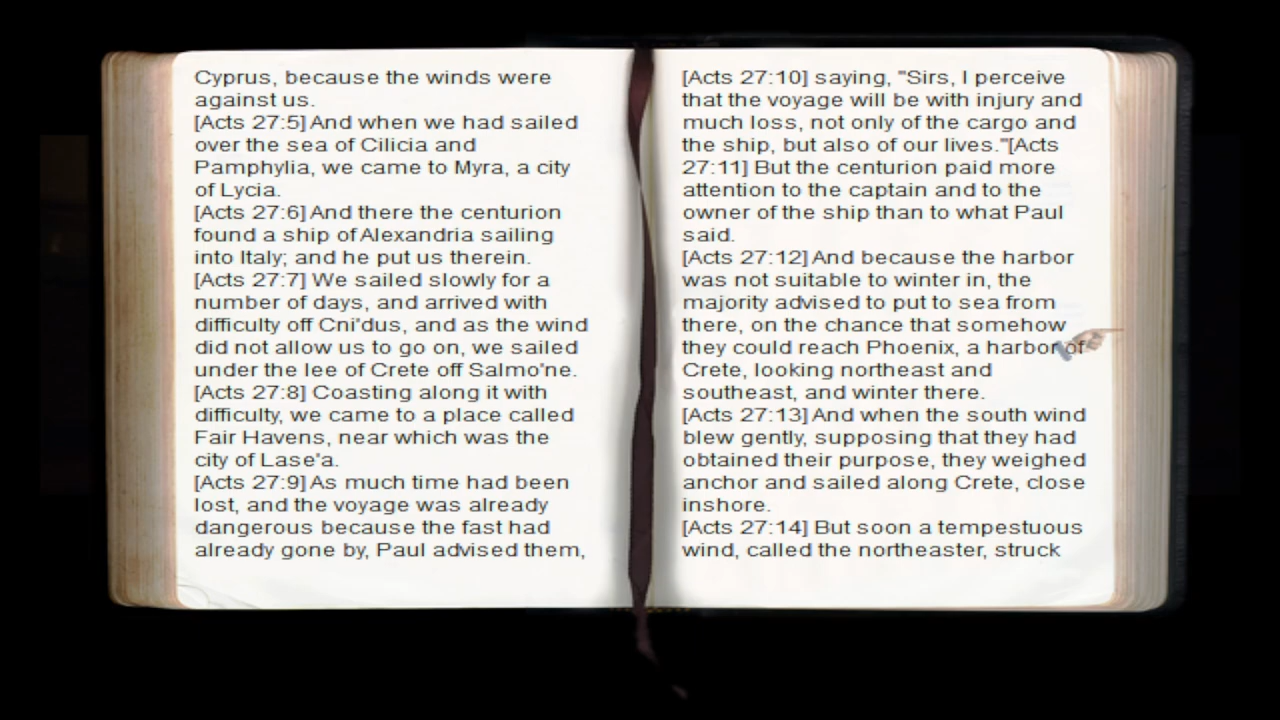 Cyprus, because the winds were
against us.
[Acts 27:5] And when we had sailed
over the sea of Cilicia and
Pamphylia, we came to Myra, a city
of Lycia.
[Acts 27:6] And there the centurion
found a ship of Alexandria sailing
into Italy; and he put us therein.
[Acts 27:7] We sailed slowly for a
number of days, and arrived with
difficulty off Cni'dus, and as the wind
did not allow us to go on, we sailed
under the lee of Crete off Salmo'ne.
[Acts 27:8] Coasting along it with
difficulty, we came to a place called
Fair Havens, near which was the
city of Lase'a.
[Acts 27:9] As much time had been
lost, and the voyage was already
dangerous because the fast had
already gone by, Paul advised them,
[Acts 27:10] saying, "Sirs, I perceive
that the voyage will be with injury and
much loss, not only of the cargo and
the ship, but also of our lives."[Acts
27:11] But the centurion paid more
attention to the captain and to the
owner of the ship than to what Paul
said.
[Acts 27:12] And because the harbor
was not suitable to winter in, the
majority advised to put to sea from
there, on the chance that somehow
they could reach Phoenix, a harbor of
Crete, looking northeast and
southeast, and winter there.
[Acts 27:13] And when the south wind
blew gently, supposing that they had
obtained their purpose, they weighed
anchor and sailed along Crete, close
inshore.
[Acts 27:14] But soon a tempestuous
wind, called the northeaster, struck